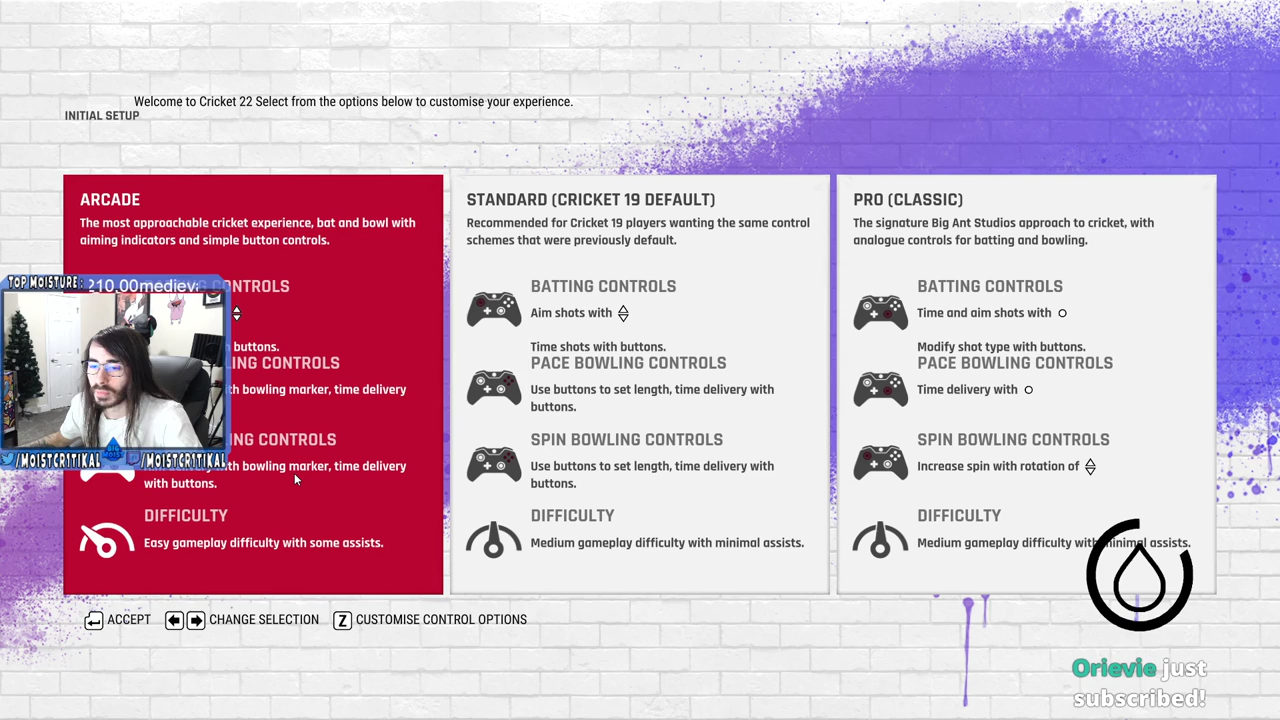 Welcome to Cricket 22 Select from the options below to customise your experience.
INITIAL SETUP
ARCADE
The most approachable cricket experience, bat and bowl with
aiming indicators and simple button controls.
CONTROLS
buttons.
ING CONTROLS
th bowling marker, time delivery
ING CONTROLS
th bowling marker, time delivery
with buttons.
DIFFICULTY
Easy gameplay difficulty with some assists.
STANDARD (CRICKET 19 DEFAULT)
Recommended for Cricket 19 players wanting the same control
schemes that were previously default.
BATTING CONTROLS
Aim shots with
Time shots with buttons.
PACE BOWLING CONTROLS
Use buttons to set length, time delivery with
buttons.
SPIN BOWLING CONTROLS
Use buttons to set length, time delivery with
buttons.
DIFFICULTY
Medium gameplay difficulty with minimal assists.
PRO (CLASSIC)
The signature Big Ant Studios approach to cricket, with
analogue controls for batting and bowling.
BATTING CONTROLS
Time and aim shots with
Modify shot type with buttons.
PACE BOWLING CONTROLS
Time delivery with
SPIN BOWLING CONTROLS
Increase spin with rotation of
DIFFICULTY
Medium gameplay difficulty with minimal assists.
TOP MOISTURE: 210.00medieva
/MOISTCR1TIKAL /MOISTCR1TIKAL
BIG MOIST
ACCEPT CHANGE SELECTION Z CUSTOMISE CONTROL OPTIONS
Orievie just
subscribed!